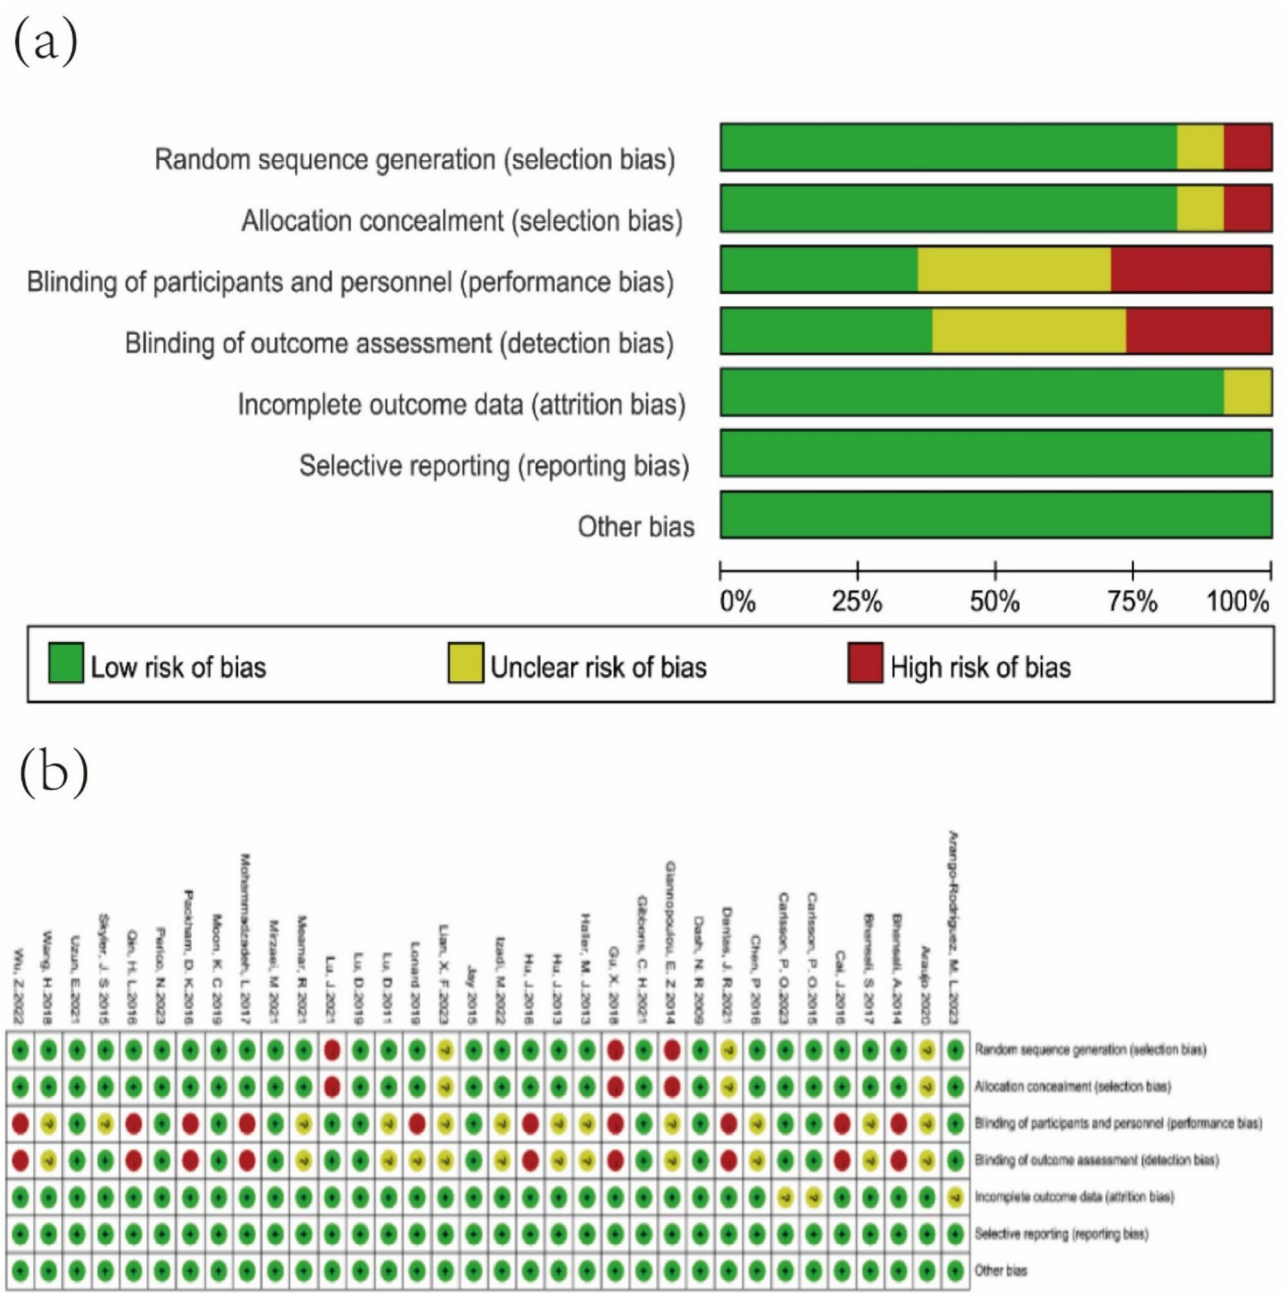 (a)
Random sequence generation (selection bias)
Allocation concealment (selection bias)
Blinding of participants and personnel (performance bias)
Blinding of outcome assessment (detection bias)
Incomplete outcome data (attrition bias)
Selective reporting (reporting bias)
Other bias
0% 25% 50% 75% 100%
Low risk of bias Unclear risk of bias High risk of bias
(b)
Wu, Z.2022
Wang, H.2018
Uzun, E.2021
Skyler, J. S 2015
Qin, H. L.2016
Perico, N.2023
Packham, D. K.2016
Moon, K. C 2019
Mohammadzadeh, L 2017
Mirzaei, M 2021
Meamar, R 2021
Lu, J.2021
Lu, D.2019
Lu, D.2011
Lonard 2019
Lian, X. F.2023
Jay 2015
Izadi, M.2022
Hu, J.2016
Hu, J.2013
Haller, M. J.2013
Gu, X. 2018
Gibbons, C. H.2021
Giannopoulou, E. Z 2014
Dash, N. R 2009
Dantas, J. R.2021
Chen, P 2016
Carlsson, P. O.2023
Carlsson, P. O.2015
Cai, J.2016
Bhansali, S.2017
Bhansali, A.2014
Araujo 2020
Arango-Rodriguez, M. L.2023
Random sequence generation (selection bias)
Allocation concealment (selection bias)
Blinding of participants and personnel (performance bias)
Blinding of outcome assessment (detection bias)
Incomplete outcome data (attrition bias)
Selective reporting (reporting bias)
Other bias